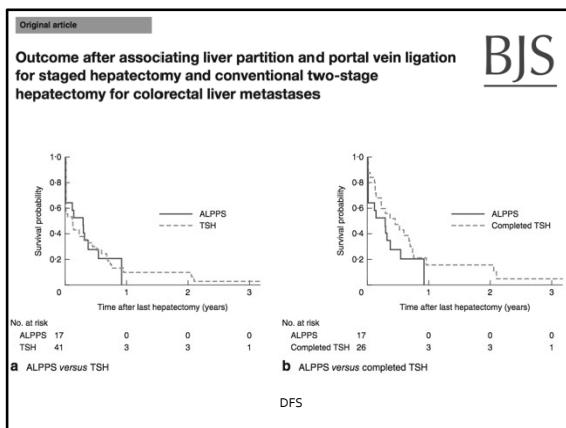 Original article
BJS
Outcome after associating liver partition and portal vein ligation
for staged hepatectomy and conventional two-stage
hepatectomy for colorectal liver metastases
Survival probability
1·0
0·8
0·6
0·4
0·2
0
1
2
3
ALPPS
TSH
Time after last hepatectomy (years)
No. at risk
ALPPS 17 0 0 0
TSH 41 3 3 1
a ALPPS versus TSH
Survival probability
1·0
0·8
0·6
0·4
0·2
0
1
2
3
ALPPS
Completed TSH
Time after last hepatectomy (years)
No. at risk
ALPPS 17 0 0 0
Completed TSH 26 3 3 1
b ALPPS versus completed TSH
DFS